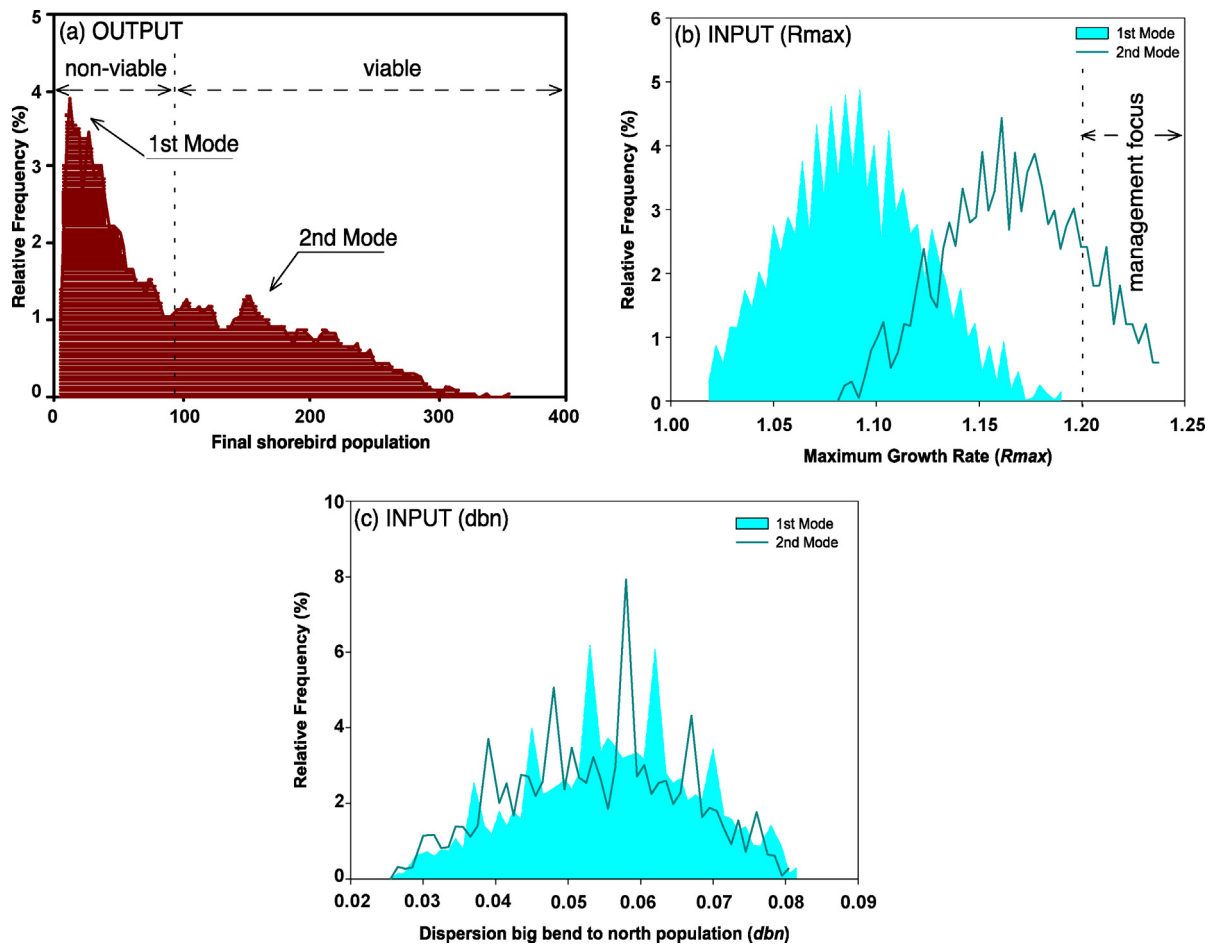 (a) OUTPUT
non-viable
viable
1st Mode
2nd Mode
Relative Frequency (%)
5
4
3
2
1
0
0 100 200 300 400
Final shorebird population
(b) INPUT (Rmax)
1st Mode
2nd Mode
management focus
Relative Frequency (%)
6
5
4
3
2
1
0
1.00 1.05 1.10 1.15 1.20 1.25
Maximum Growth Rate (Rmax)
(c) INPUT (dbn)
1st Mode
2nd Mode
Relative Frequency (%)
10
8
6
4
2
0
0.02 0.03 0.04 0.05 0.06 0.07 0.08 0.09
Dispersion big bend to north population (dbn)